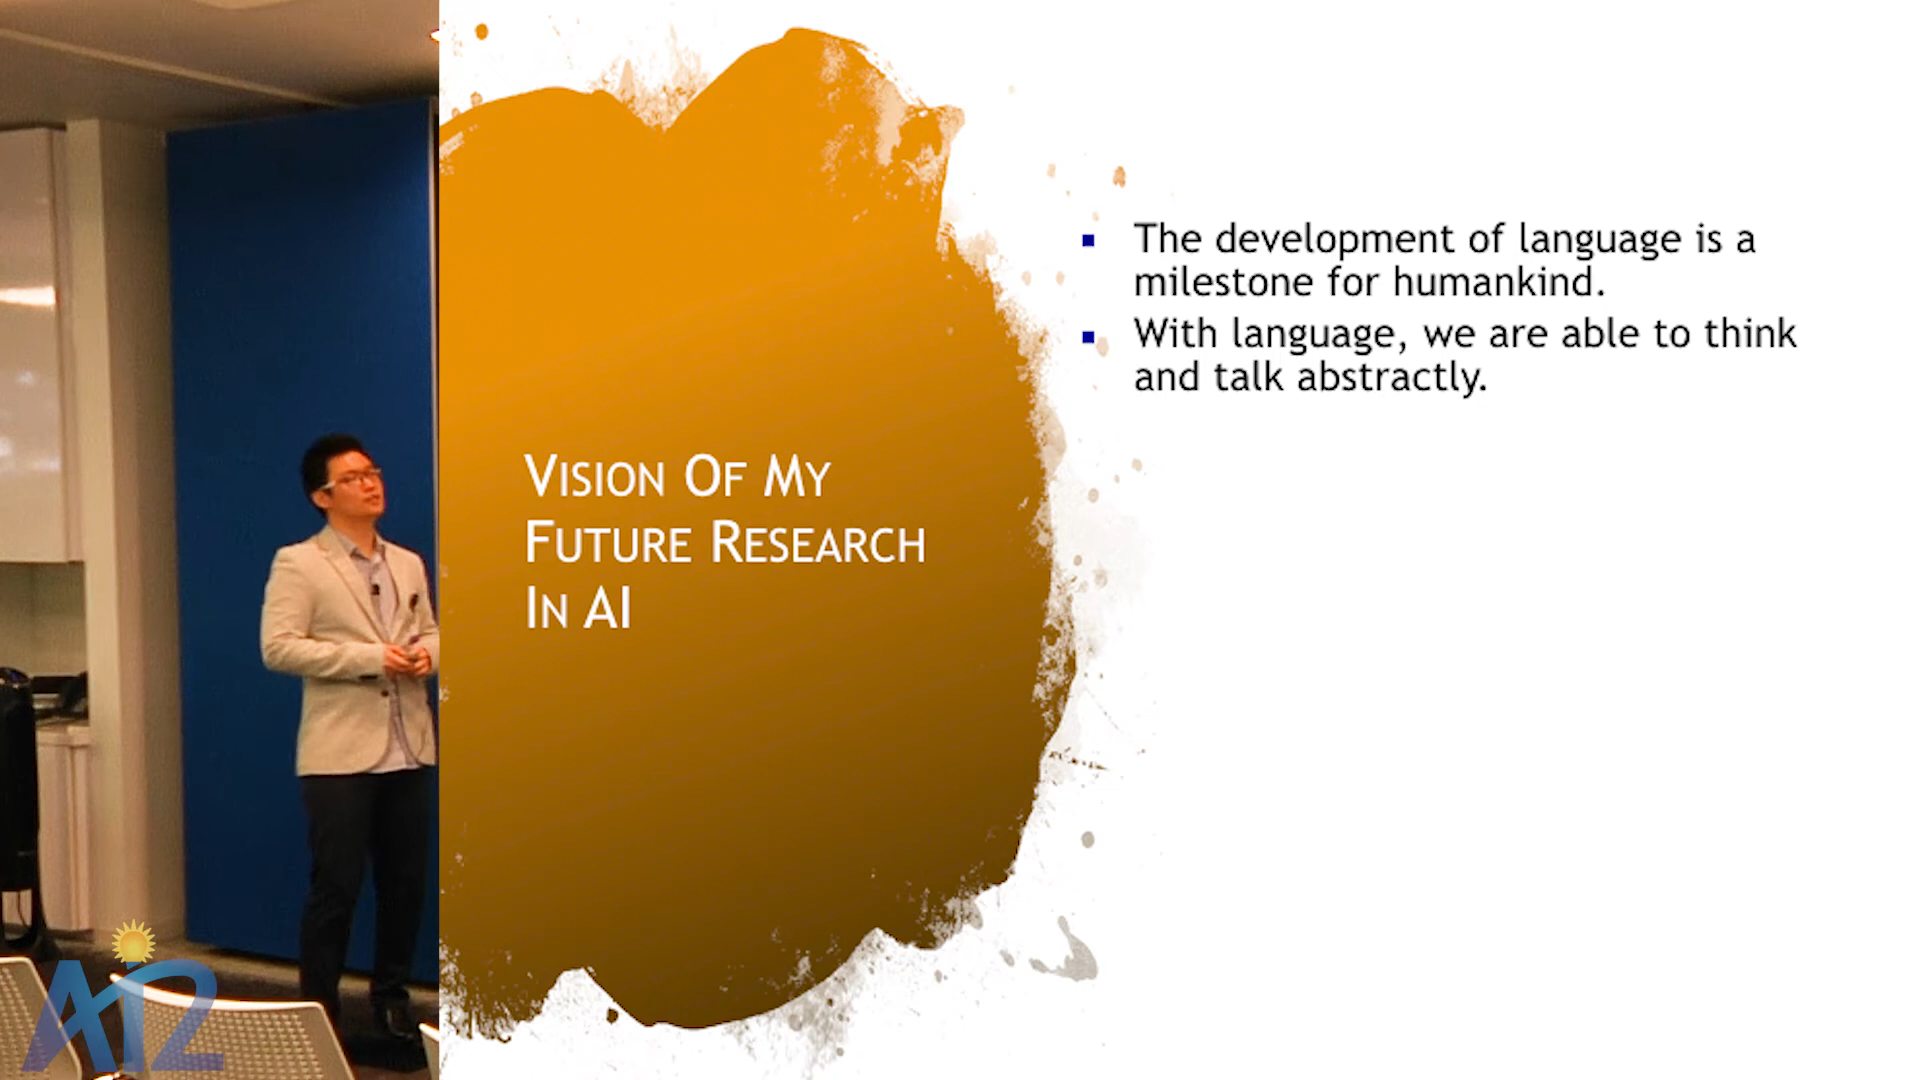 Vision Of My
Future Research
In AI
The development of language is a
milestone for humankind.
With language, we are able to think
and talk abstractly.
AI2